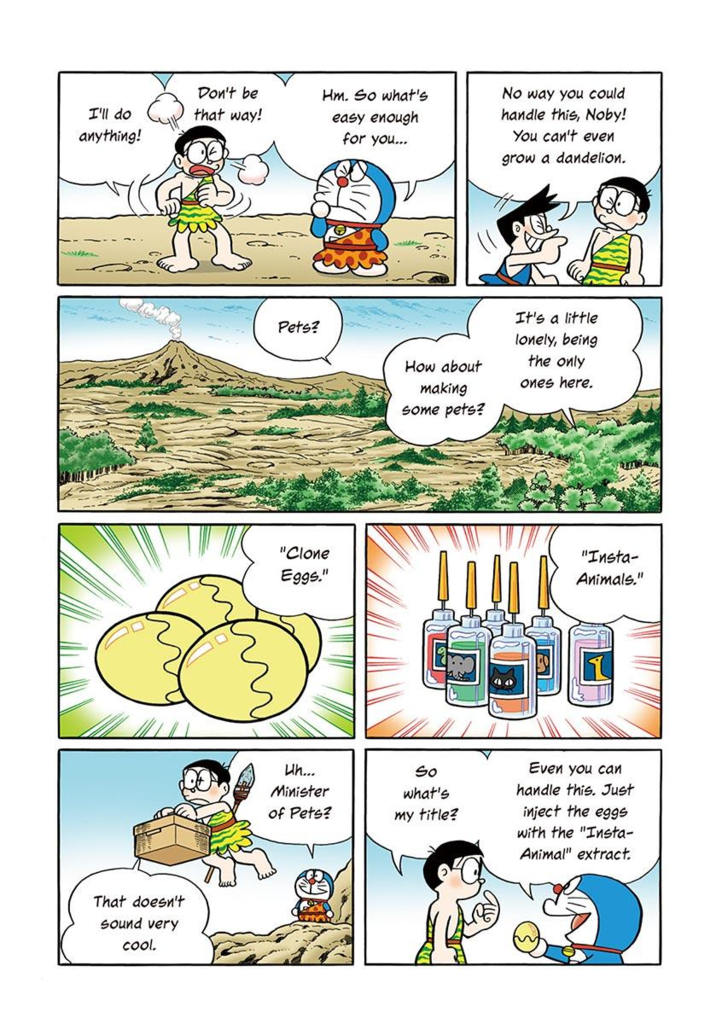 No way you could
handle this, Noby!
You can't even
grow a dandelion.
Hm. So what's
easy enough
for you...
Don't be
that way!
I'll do
anything!
It's a little
lonely, being
the only
ones here.
How about
making
some pets?
Pets?
"Insta-
Animals."
"Clone
Eggs."
Even you can
handle this. Just
inject the eggs
with the "Insta-
Animal" extract.
So
what's
my title?
Uh...
Minister
of Pets?
That doesn't
sound very
cool.